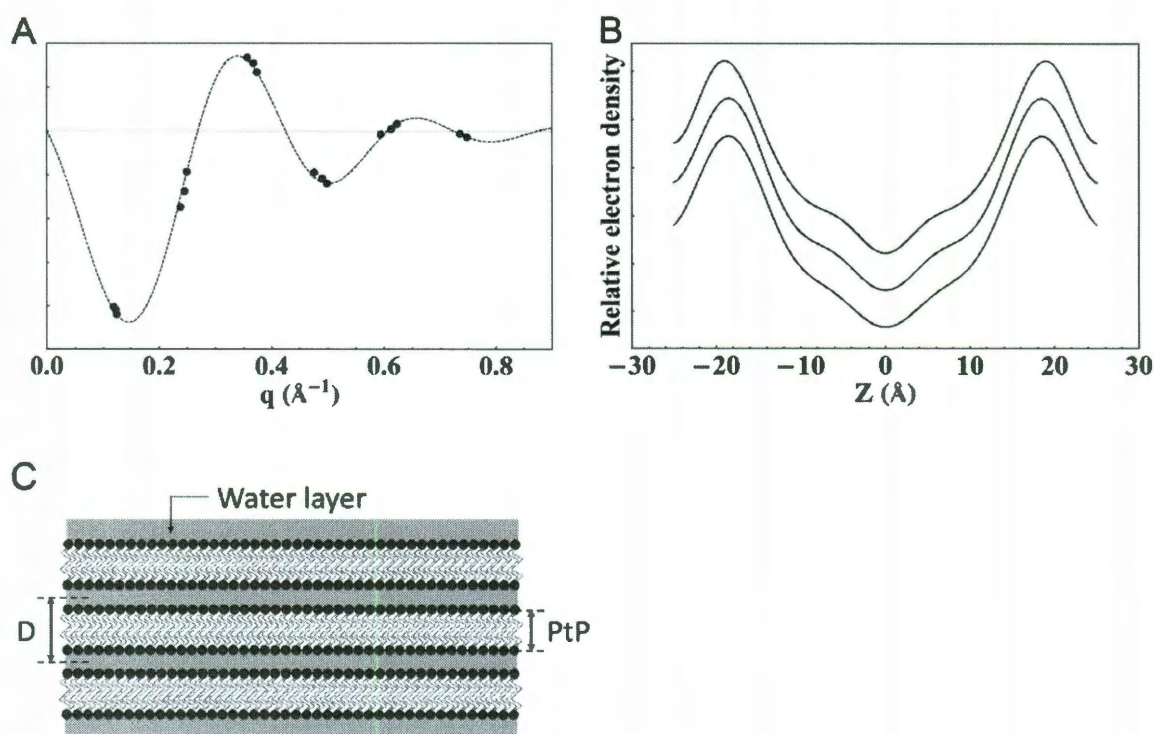 A
0.0 0.2 0.4 0.6 0.8
q (Å⁻¹)
B
Relative electron density
−30 −20 −10 0 10 20 30
Z (Å)
C
Water layer
D
PtP